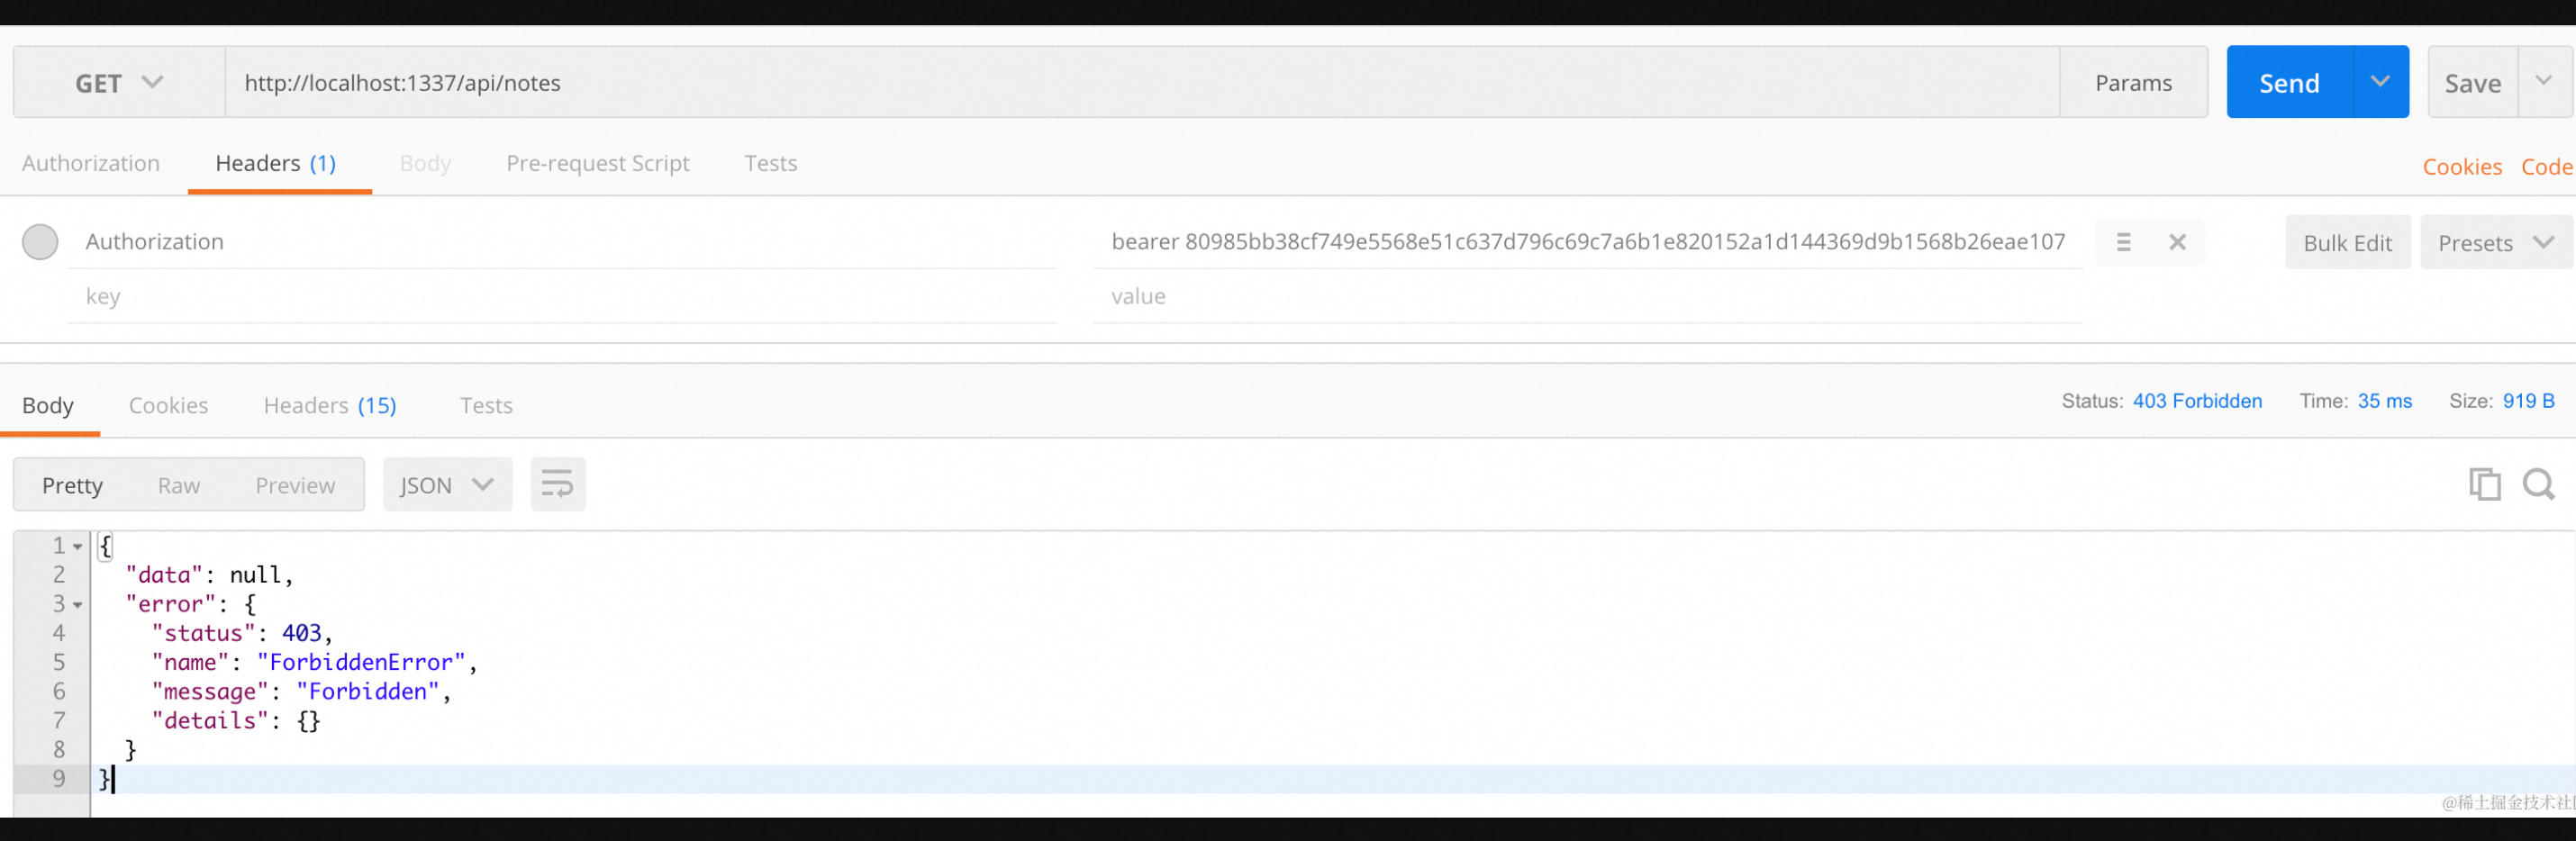 GET http://localhost:1337/api/notes Params Send Save
Authorization Headers (1) Body Pre-request Script Tests Cookies Code
Authorization bearer 80985bb38cf749e5568e51c637d796c69c7a6b1e820152a1d144369d9b1568b26eae107 Bulk Edit Presets
key value
Body Cookies Headers (15) Tests Status: 403 Forbidden Time: 35 ms Size: 919 B
Pretty Raw Preview JSON
1 {
2 "data": null,
3 "error": {
4 "status": 403,
5 "name": "ForbiddenError",
6 "message": "Forbidden",
7 "details": {}
8 }
9 }
@稀土掘金技术社